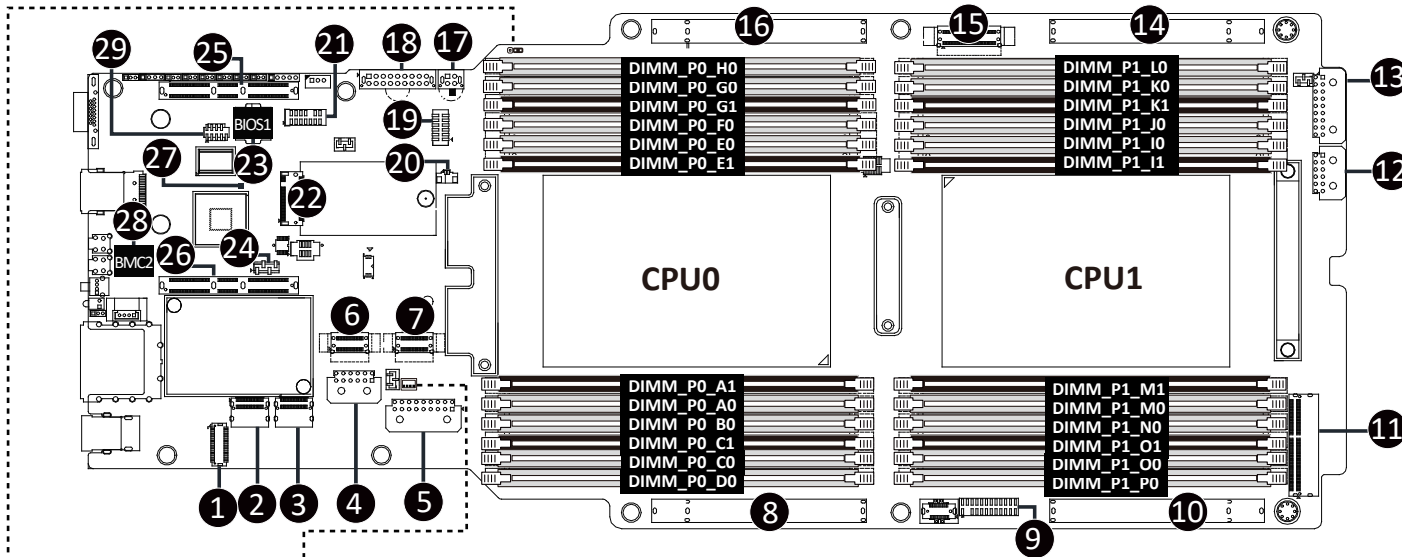 16
15
14
29
25
21
18
17
13
DIMM_P0_H0
DIMM_P0_G0
DIMM_P0_G1
DIMM_P0_F0
DIMM_P0_E0
DIMM_P0_E1
DIMM_P1_L0
DIMM_P1_K0
DIMM_P1_K1
DIMM_P1_J0
DIMM_P1_I0
DIMM_P1_I1
BIOS1
19
27
23
20
12
22
28
BMC2
24
26
CPU0
CPU1
6
7
DIMM_P0_A1
DIMM_P0_A0
DIMM_P0_B0
DIMM_P0_C1
DIMM_P0_C0
DIMM_P0_D0
DIMM_P1_M1
DIMM_P1_M0
DIMM_P1_N0
DIMM_P1_O1
DIMM_P1_O0
DIMM_P1_P0
11
1
2
3
4
5
8
9
10